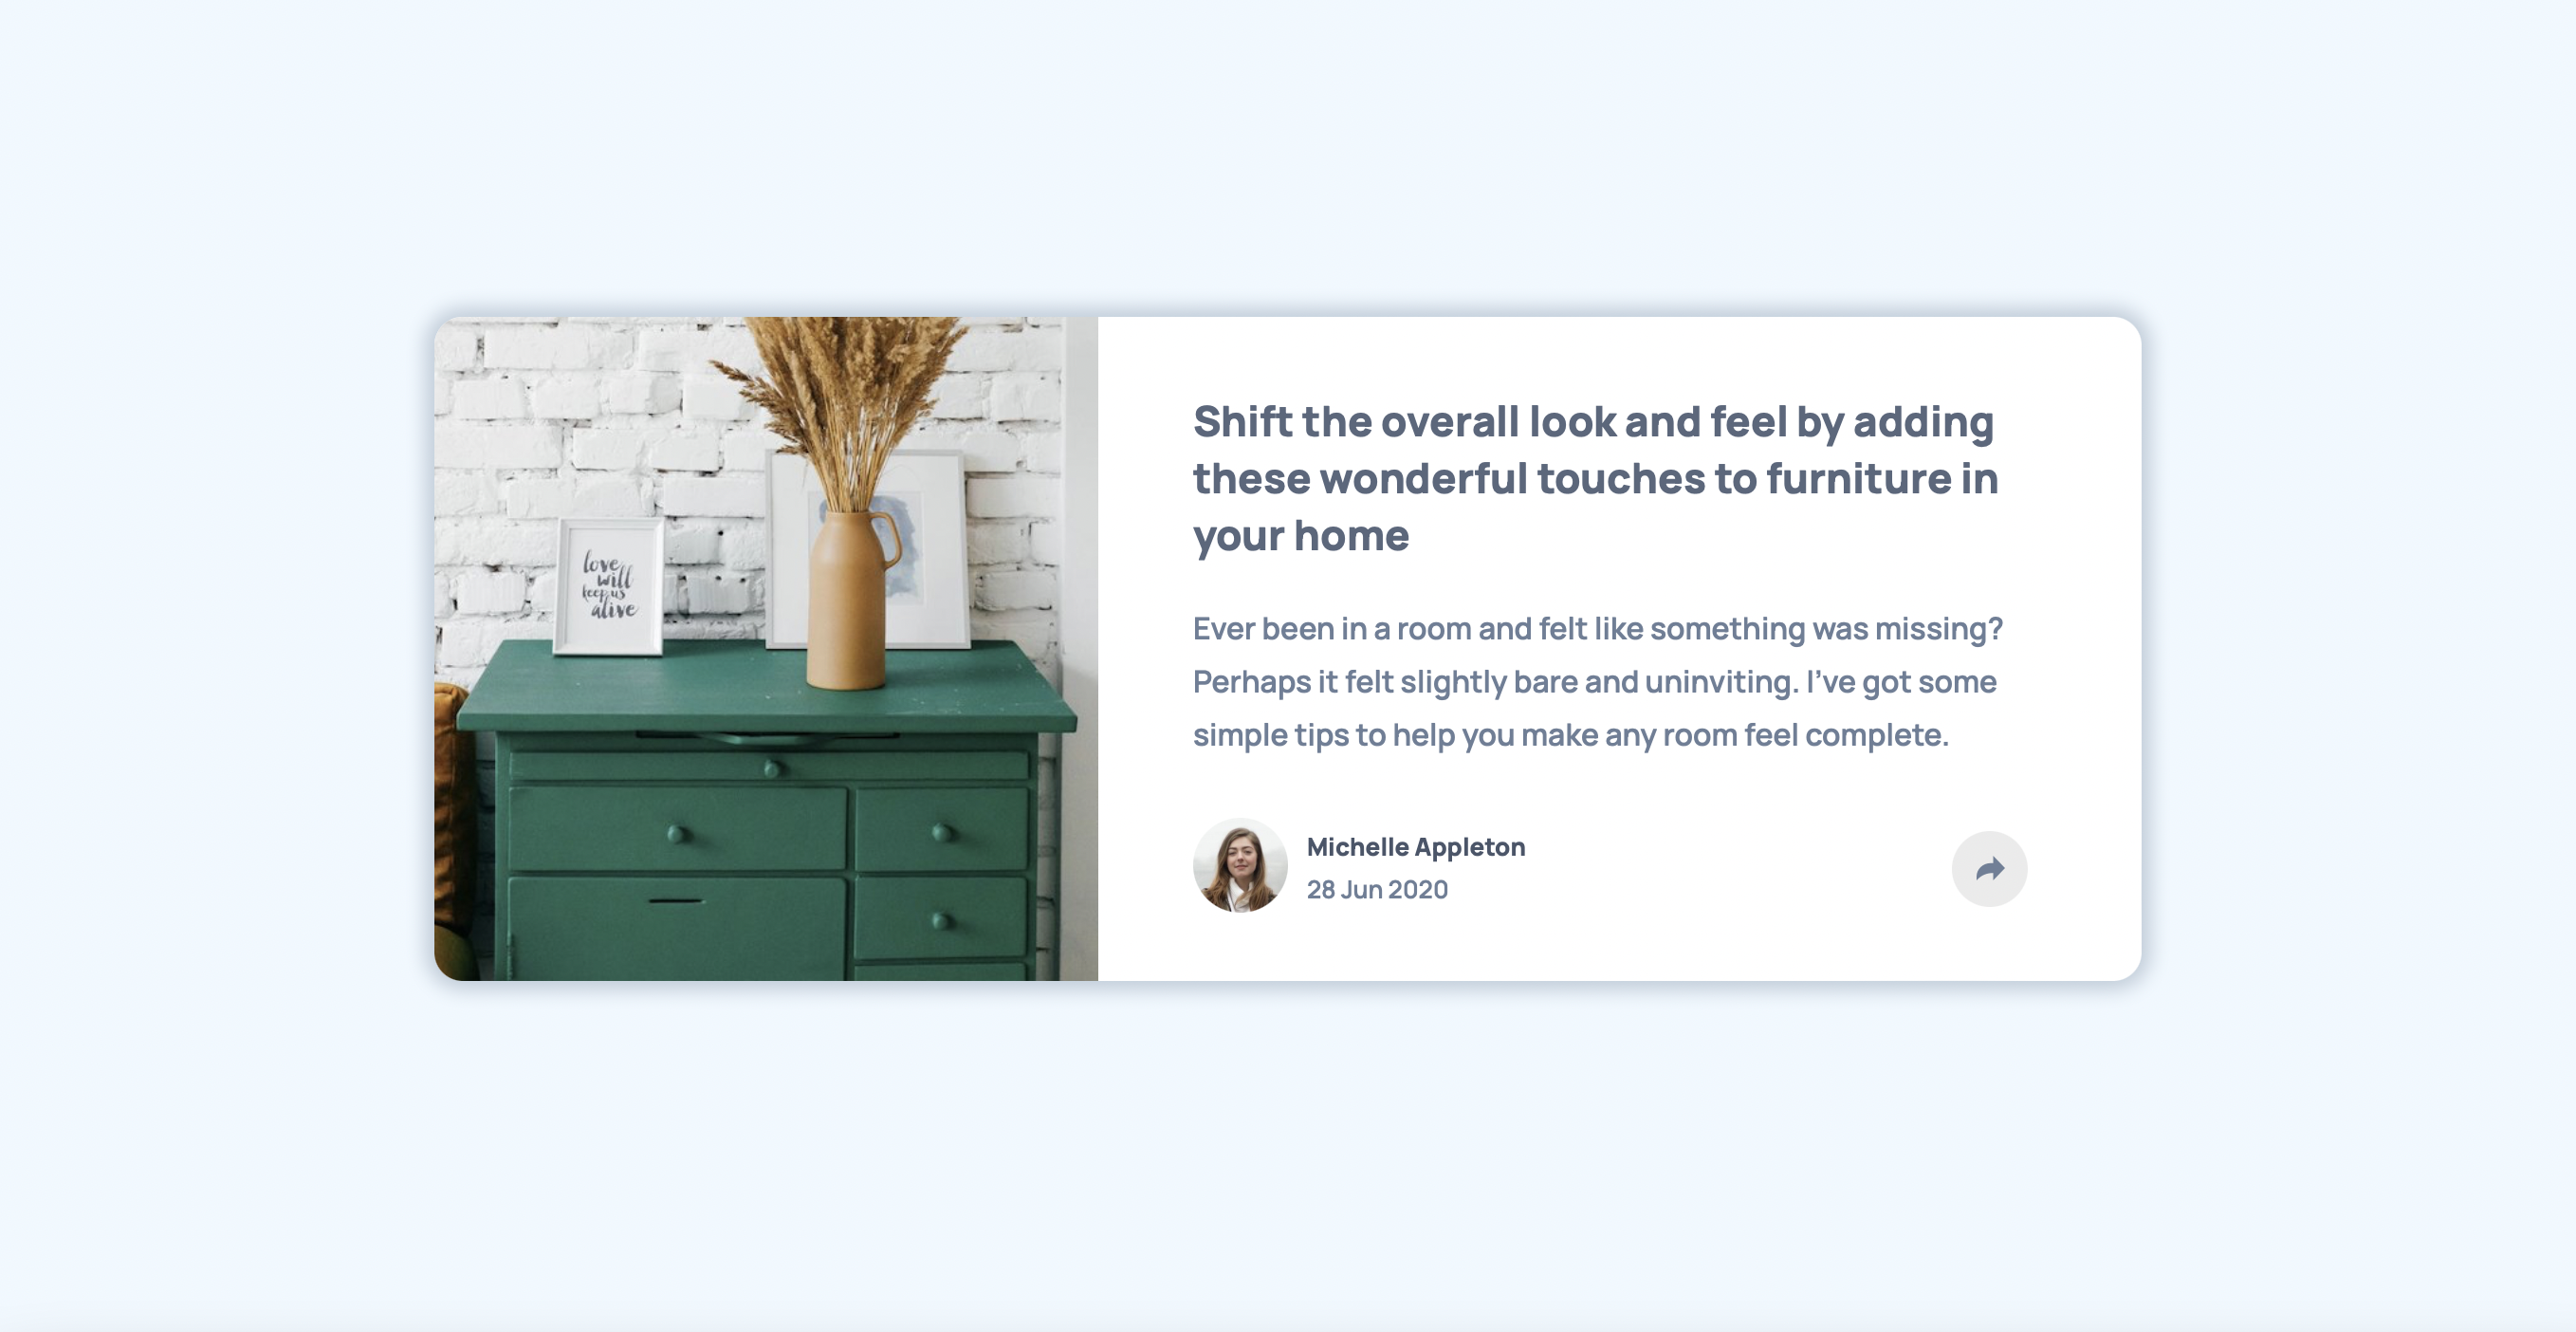 love
will
keep us
alive
Shift the overall look and feel by adding
these wonderful touches to furniture in
your home
Ever been in a room and felt like something was missing?
Perhaps it felt slightly bare and uninviting. I’ve got some
simple tips to help you make any room feel complete.
Michelle Appleton
28 Jun 2020